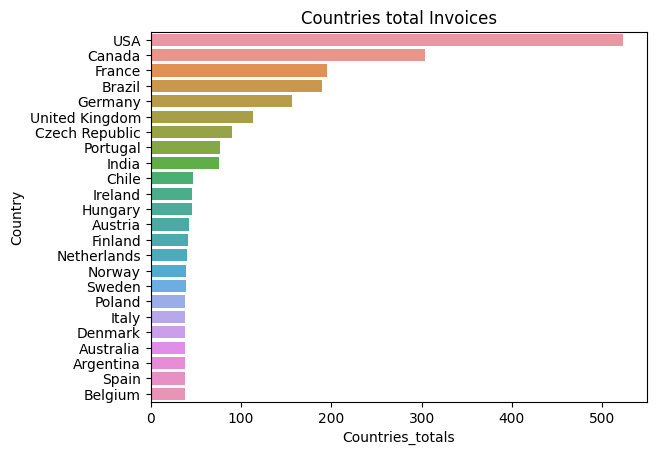 Countries total Invoices
Country
USA
Canada
France
Brazil
Germany
United Kingdom
Czech Republic
Portugal
India
Chile
Ireland
Hungary
Austria
Finland
Netherlands
Norway
Sweden
Poland
Italy
Denmark
Australia
Argentina
Spain
Belgium
0 100 200 300 400 500
Countries_totals